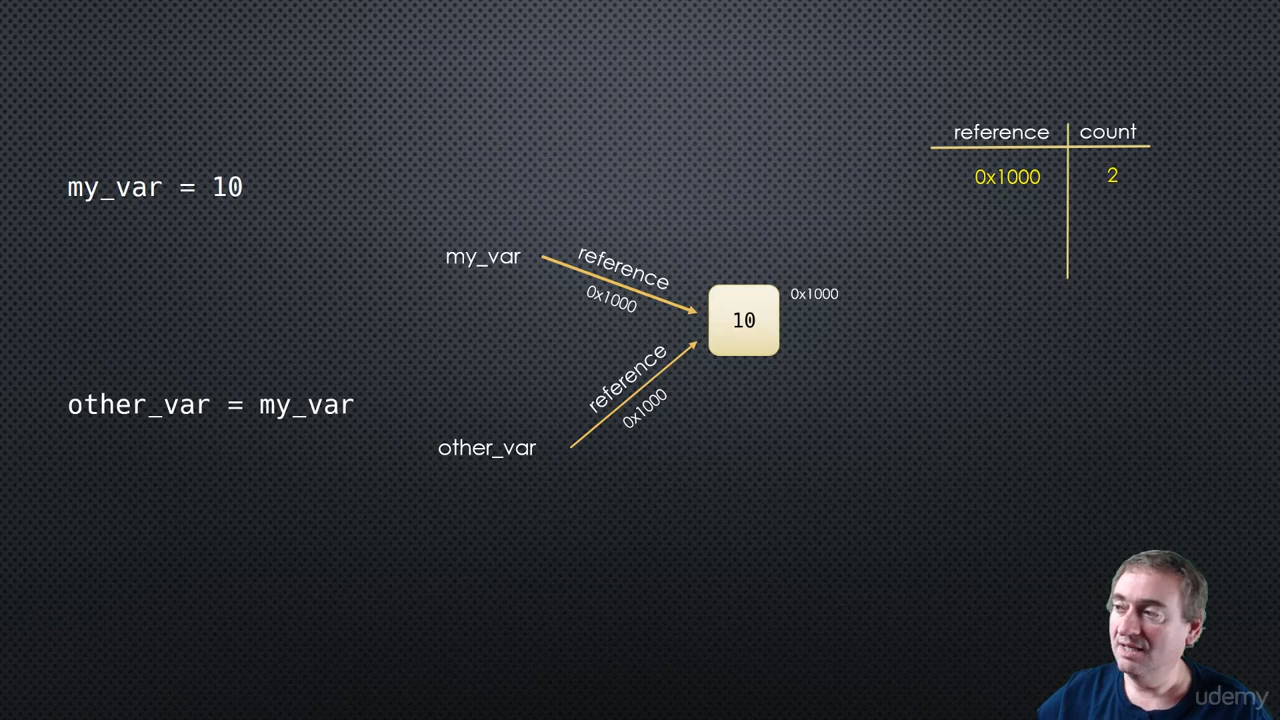 reference count
my_var = 10
0x1000 2
my_var
reference
0x1000
0x1000
10
reference
0x1000
other_var = my_var
other_var
udemy